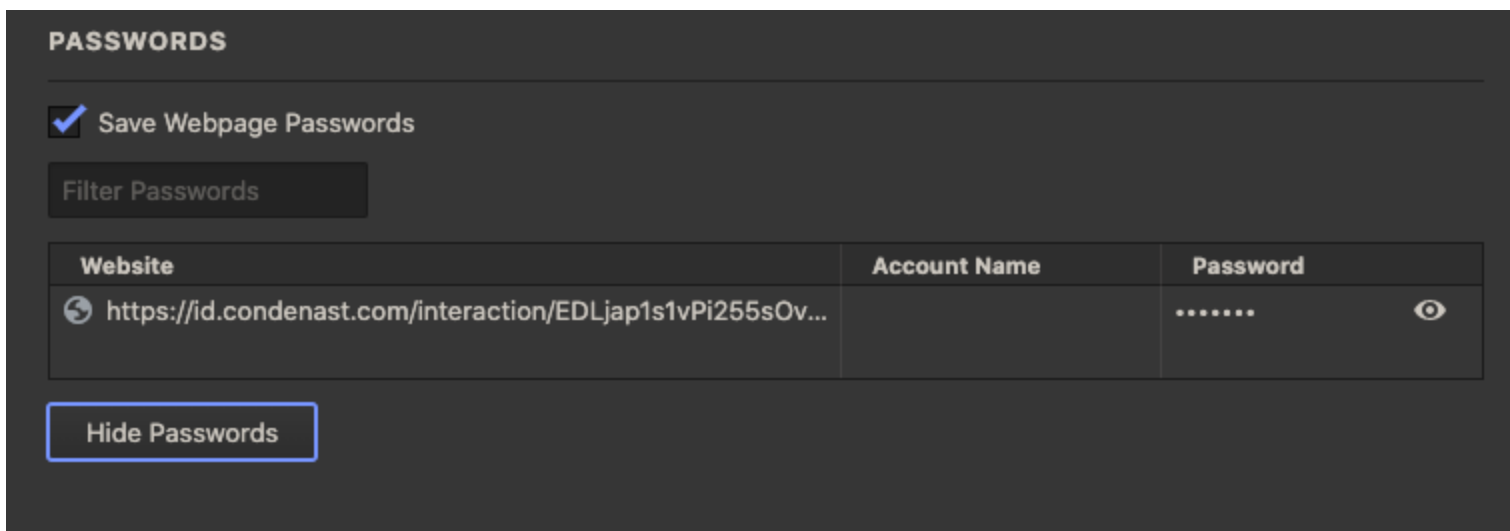 PASSWORDS
Save Webpage Passwords
Filter Passwords
Website Account Name Password
https://id.condenast.com/interaction/EDLjap1s1vPi255sOv... •••••••
Hide Passwords